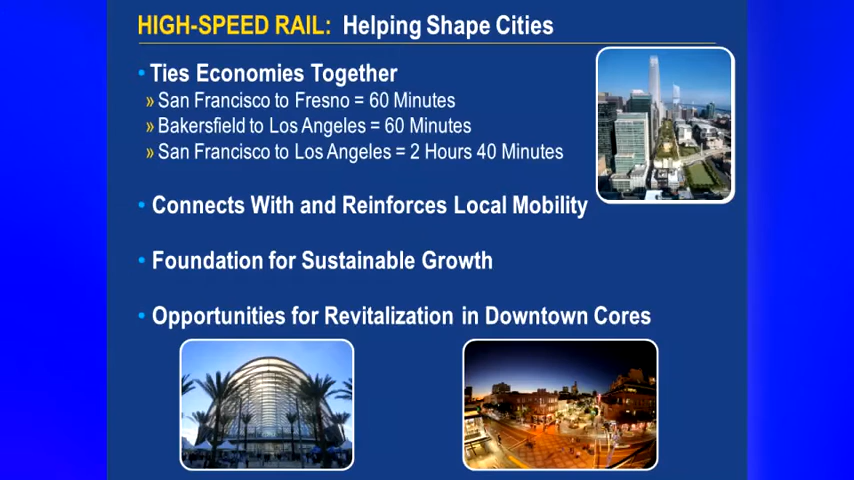 HIGH-SPEED RAIL: Helping Shape Cities
• Ties Economies Together
» San Francisco to Fresno = 60 Minutes
» Bakersfield to Los Angeles = 60 Minutes
» San Francisco to Los Angeles = 2 Hours 40 Minutes
• Connects With and Reinforces Local Mobility
• Foundation for Sustainable Growth
• Opportunities for Revitalization in Downtown Cores